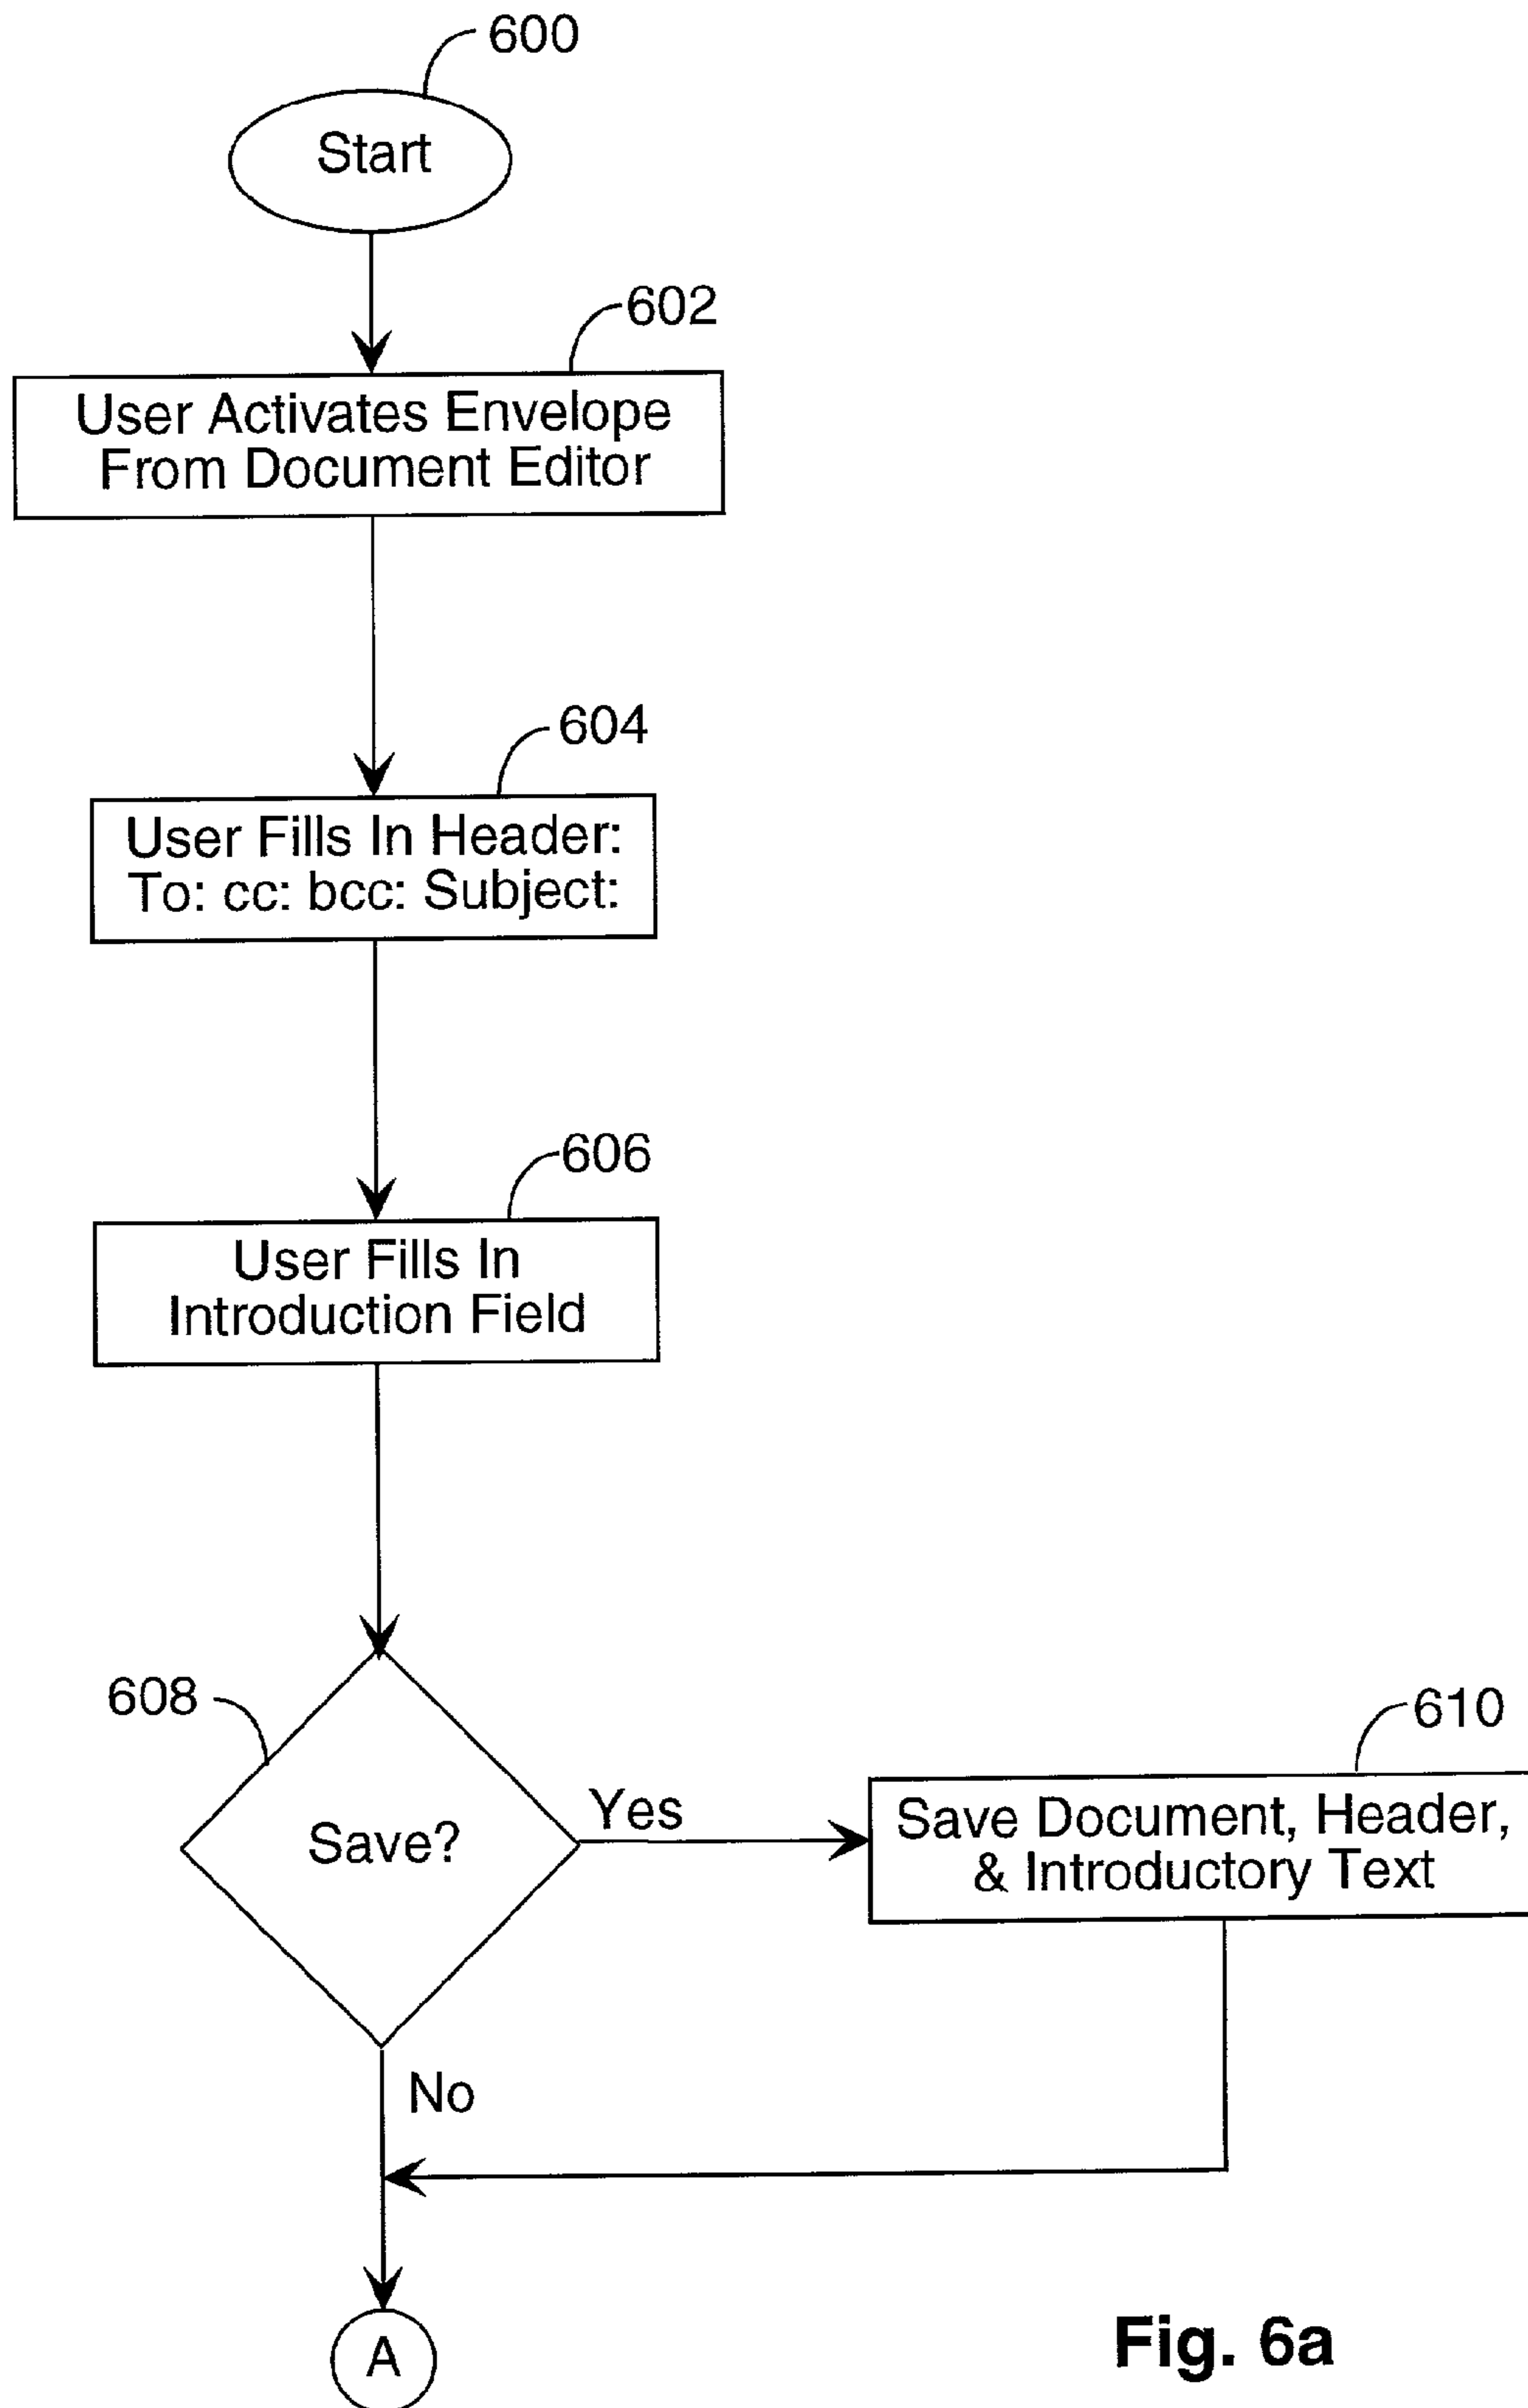 600
Start
602
User Activates Envelope
From Document Editor
604
User Fills In Header:
To: cc: bcc: Subject:
606
User Fills In
Introduction Field
608
Save?
Yes
610
Save Document, Header,
& Introductory Text
No
A
Fig. 6a